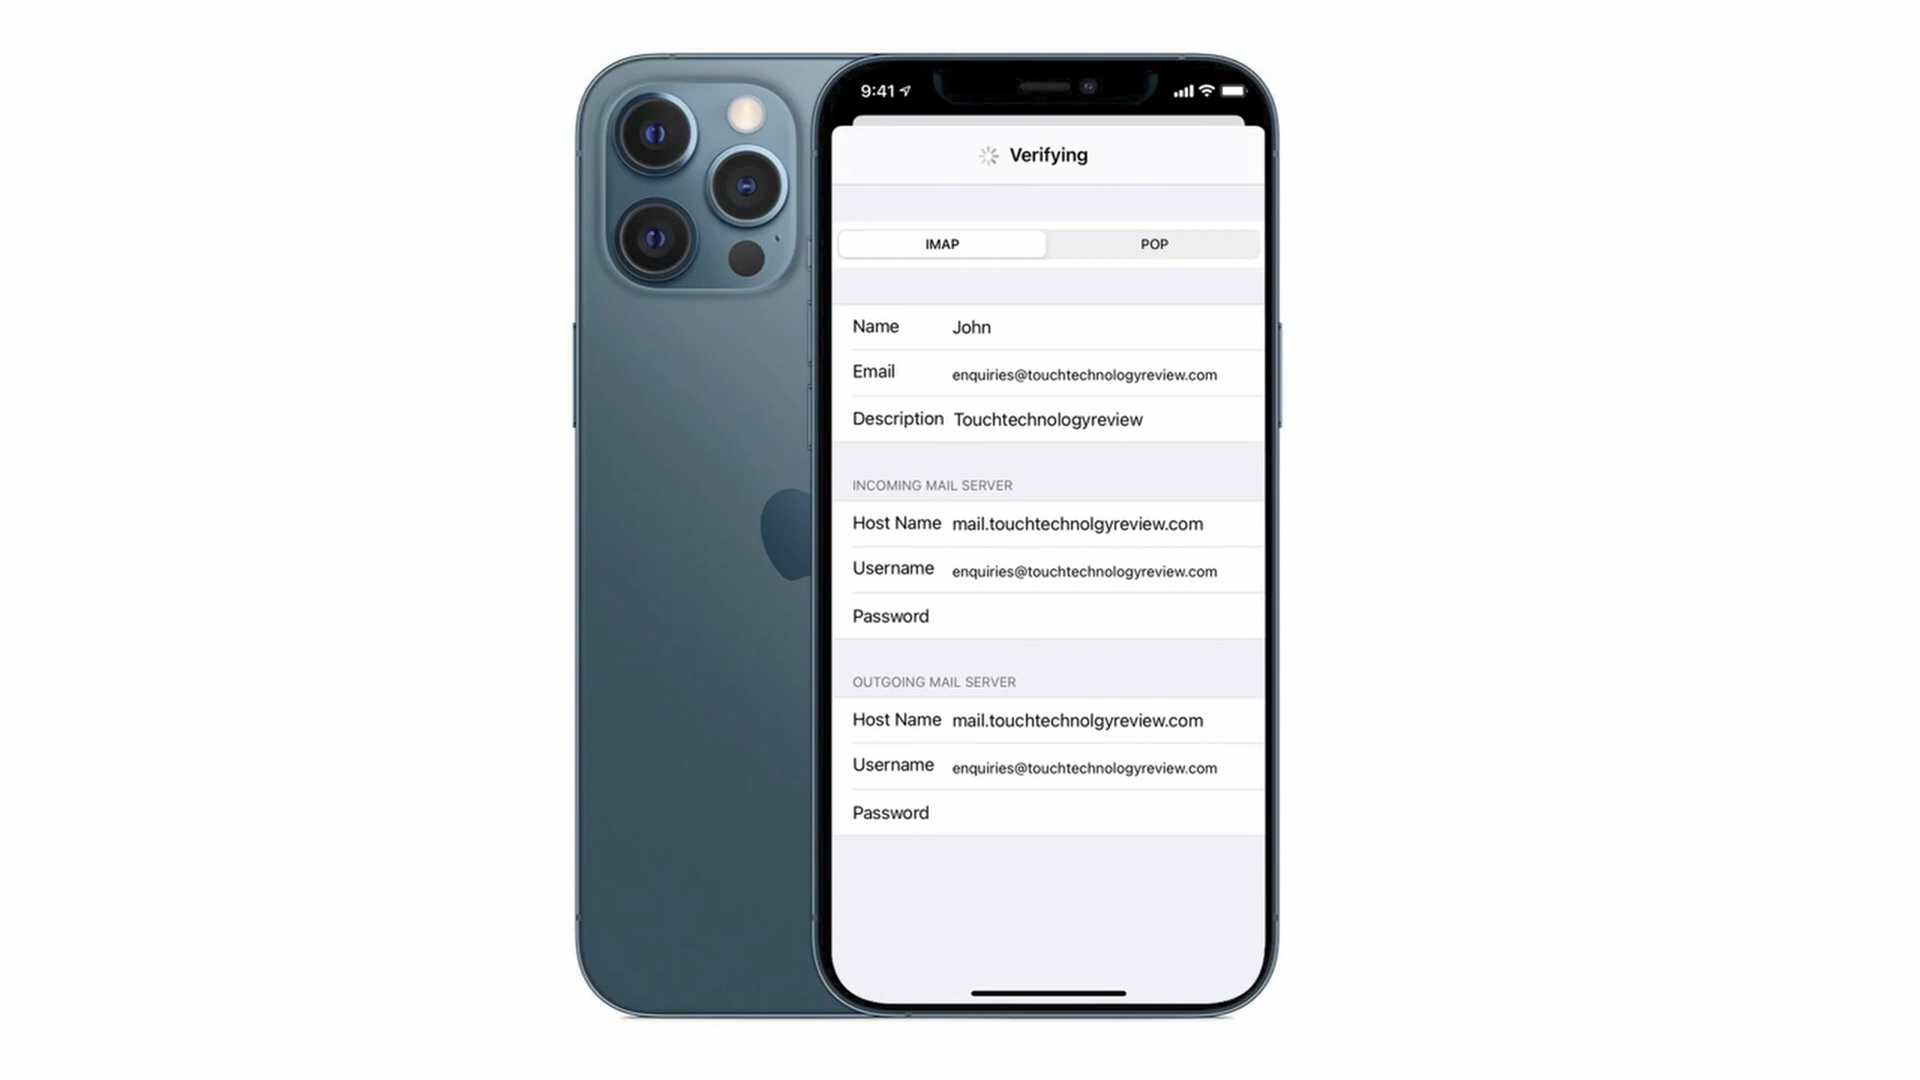 9:41
Verifying
IMAP POP
Name John
Email enquiries@touchtechnologyreview.com
Description Touchtechnologyreview
INCOMING MAIL SERVER
Host Name mail.touchtechnolgyreview.com
Username enquiries@touchtechnologyreview.com
Password
OUTGOING MAIL SERVER
Host Name mail.touchtechnolgyreview.com
Username enquiries@touchtechnologyreview.com
Password